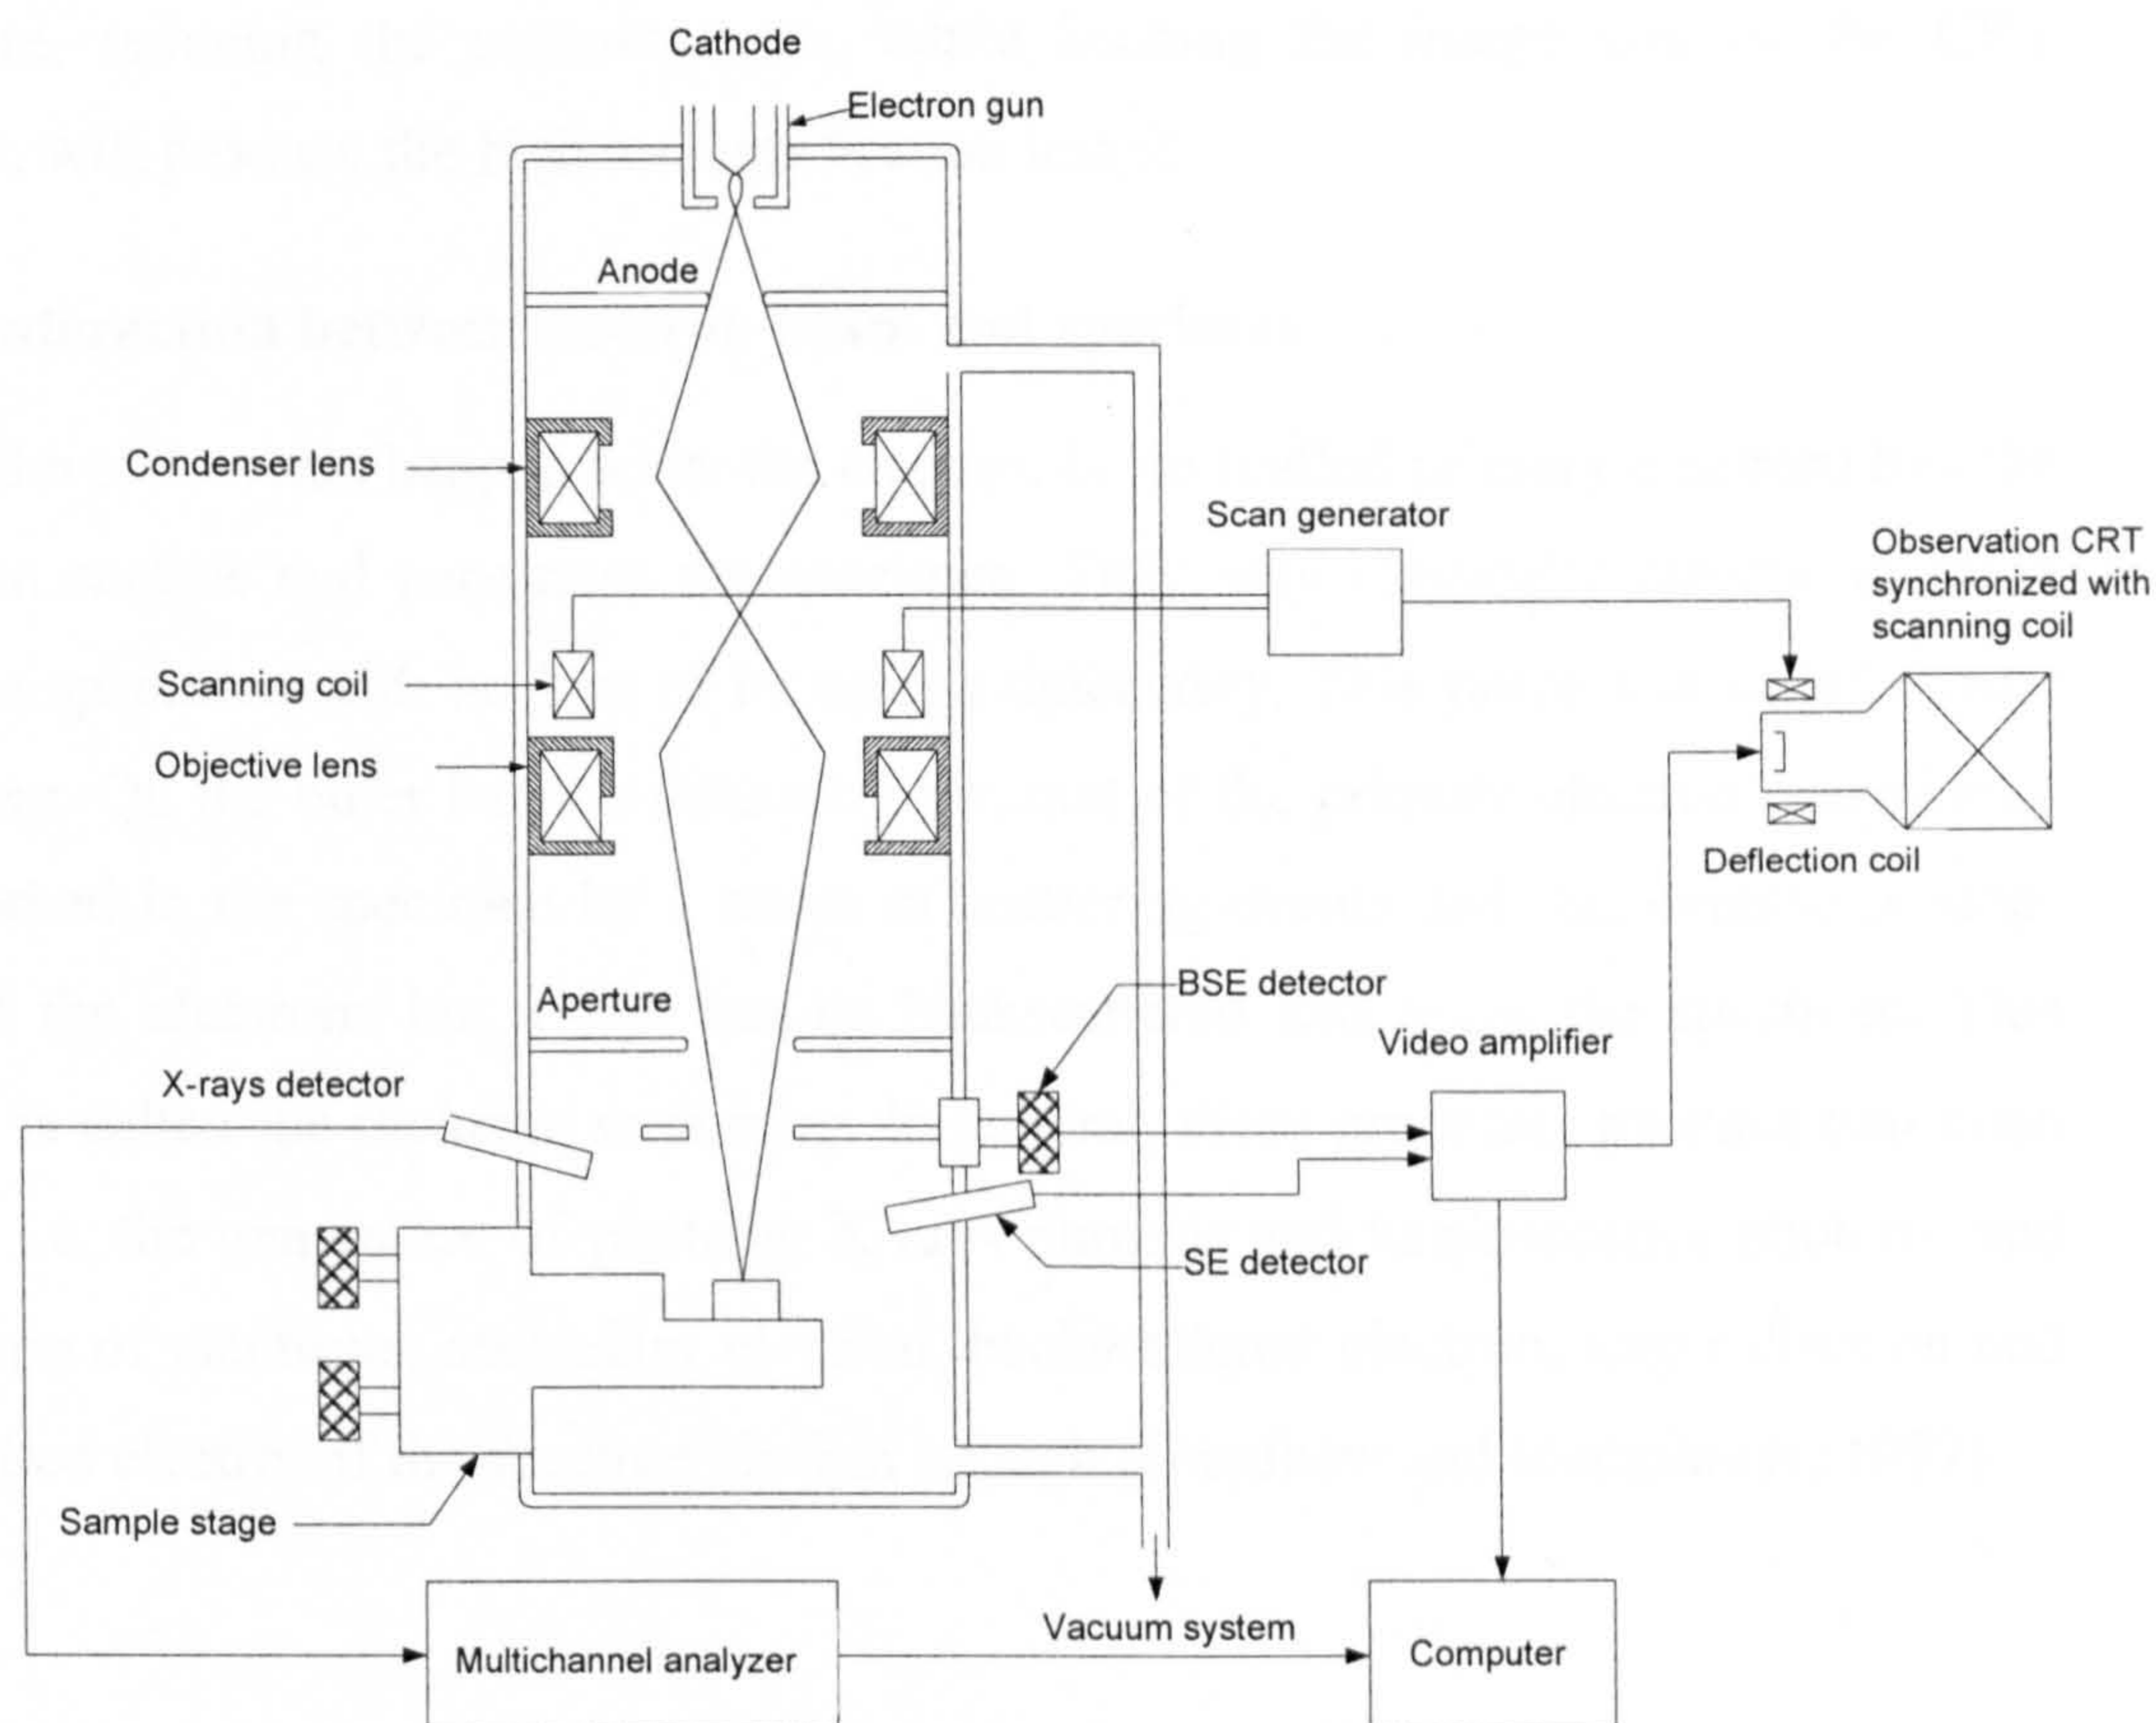 Cathode
Electron gun
Anode
Condenser lens
Scan generator
Observation CRT
synchronized with
scanning coil
Scanning coil
Objective lens
Deflection coil
BSE detector
Aperture
Video amplifier
X-rays detector
SE detector
Sample stage
Vacuum system
Multichannel analyzer
Computer